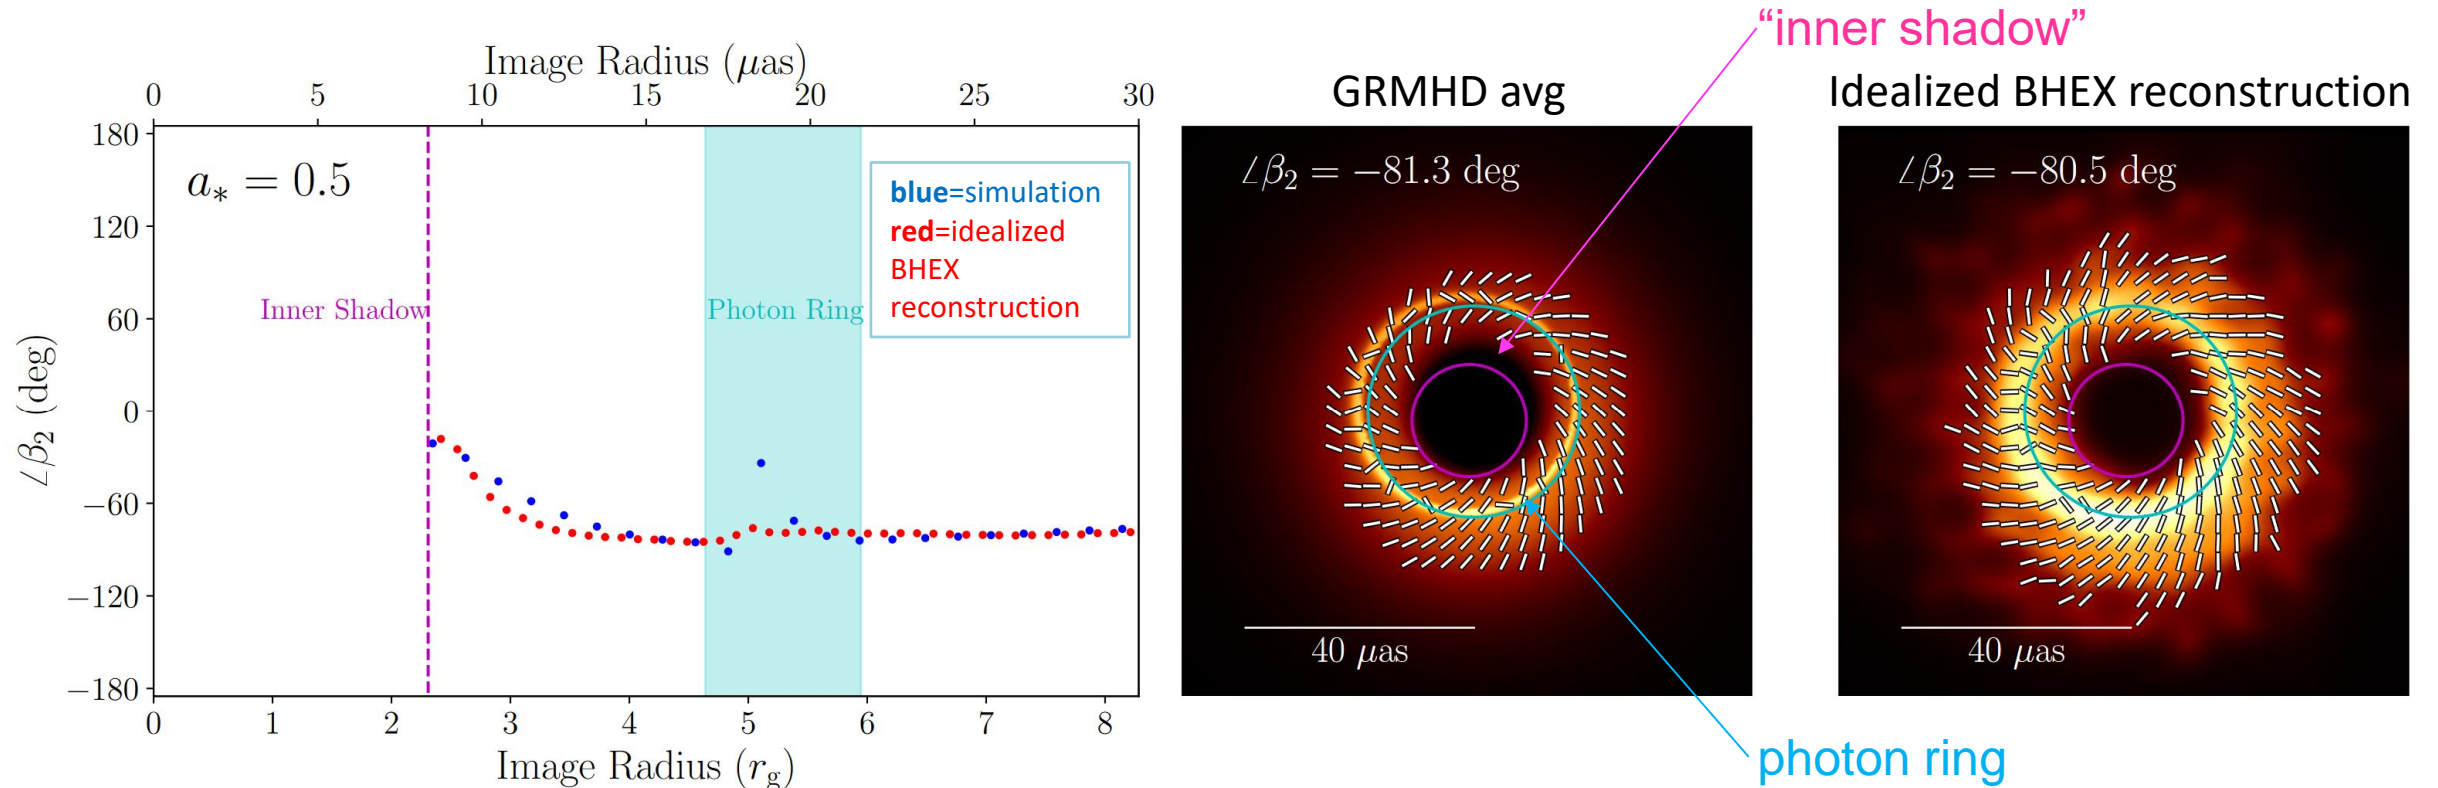 “inner shadow”
Image Radius (μas)
0 5 10 15 20 25 30
GRMHD avg
Idealized BHEX reconstruction
180
120
60
0
−60
−120
−180
∠β₂ (deg)
a* = 0.5
Inner Shadow
Photon Ring
blue=simulation
red=idealized
BHEX
reconstruction
0 1 2 3 4 5 6 7 8
Image Radius (r_g)
∠β₂ = −81.3 deg
40 μas
∠β₂ = −80.5 deg
40 μas
photon ring